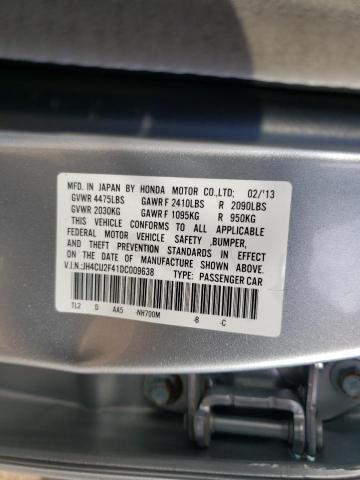 MFD. IN JAPAN BY HONDA MOTOR CO.,LTD; 02/'13
GVWR 4475LBS GAWR F 2410LBS R 2090LBS
GVWR 2030KG GAWR F 1095KG R 950KG
THIS VEHICLE CONFORMS TO ALL APPLICABLE
FEDERAL MOTOR VEHICLE SAFETY ,BUMPER,
AND THEFT PREVENTION STANDARDS IN EFFECT
ON THE DATE OF MANUFACTURE SHOWN ABOVE.
V.I.N.:JH4CU2F41DC009638 TYPE: PASSENGER CAR
TL2 D AA5 -NH700M -B -C